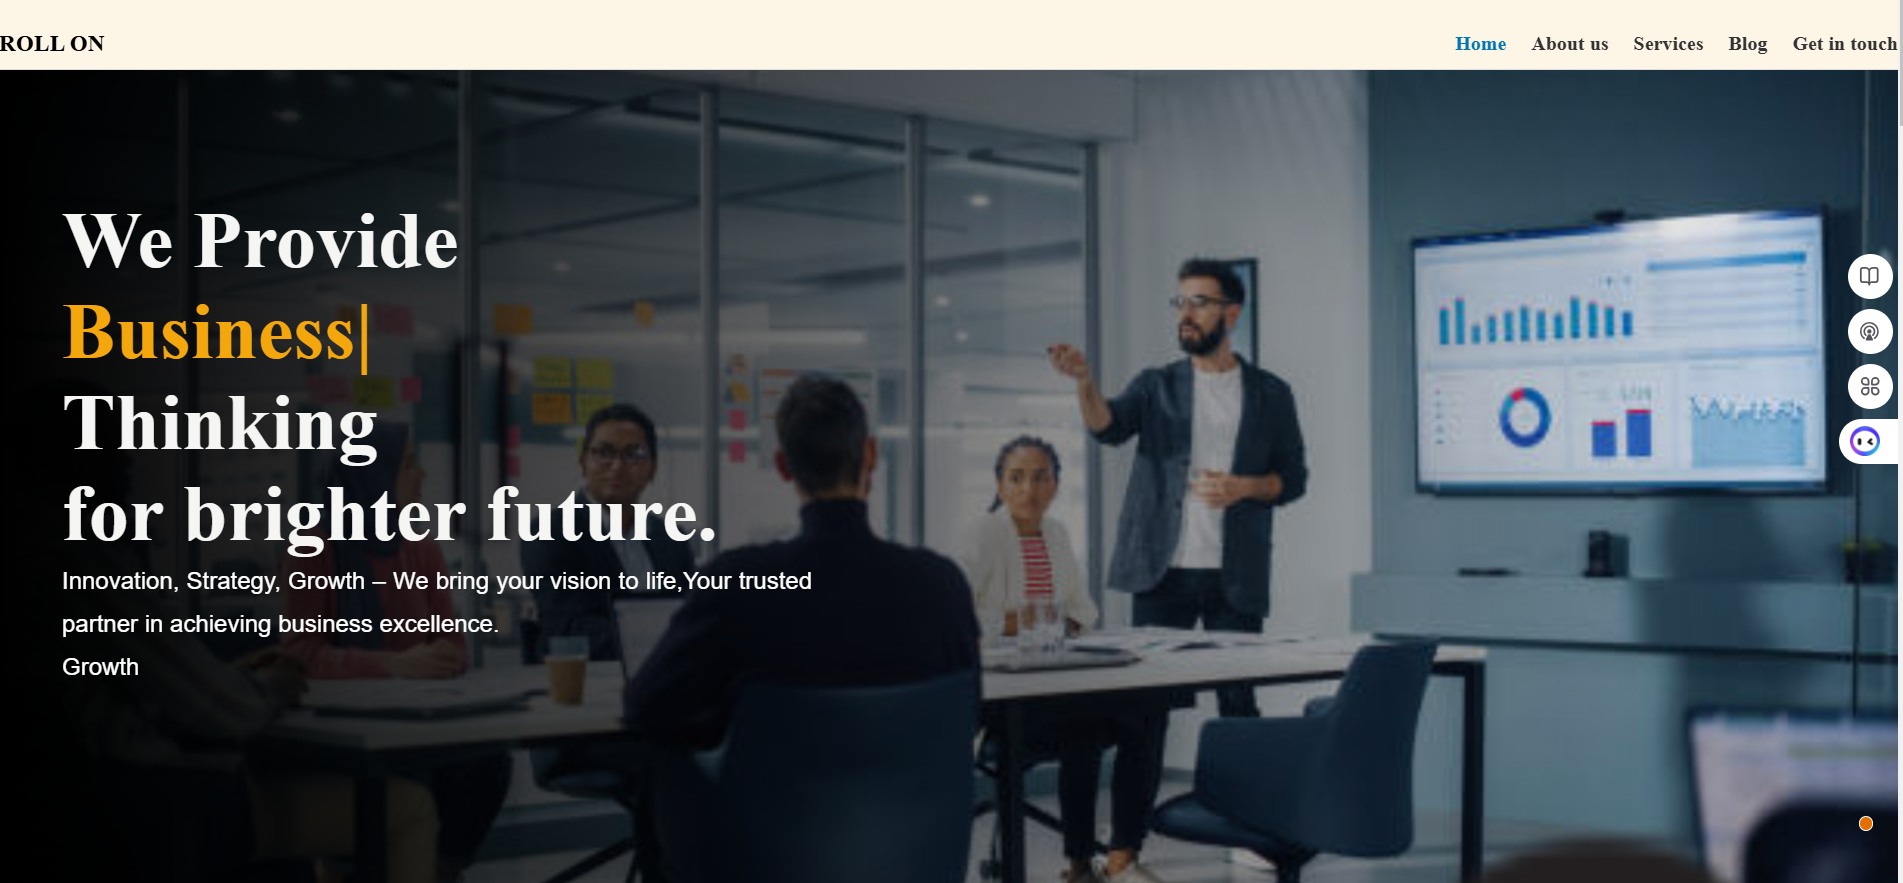 ROLL ON
Home About us Services Blog Get in touch
We Provide
Business|
Thinking
for brighter future.
Innovation, Strategy, Growth – We bring your vision to life,Your trusted
partner in achieving business excellence.
Growth